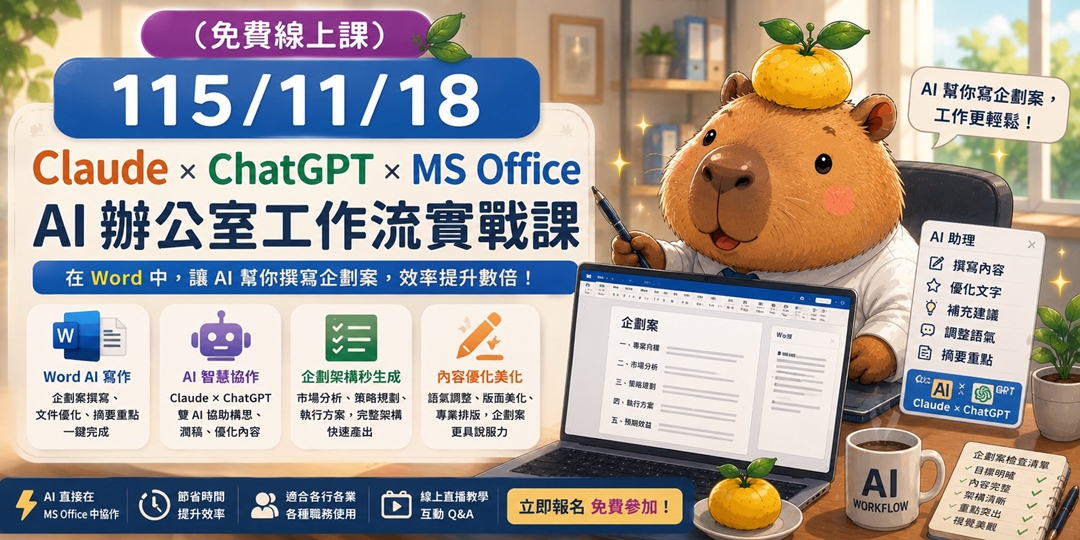 （免費線上課）
115/11/18
Claude × ChatGPT × MS Office
AI 辦公室工作流實戰課
在 Word 中，讓 AI 幫你撰寫企劃案，效率提升數倍！
W
Word AI 寫作
企劃案撰寫、
文件優化、摘要重點
一鍵完成
AI 智慧協作
Claude × ChatGPT
雙 AI 協助構思、
潤稿、優化內容
企劃架構秒生成
市場分析、策略規劃、
執行方案，完整架構
快速產出
內容優化美化
語氣調整、版面美化、
專業排版，企劃案
更具說服力
AI 直接在
MS Office 中協作
節省時間
提升效率
適合各行各業
各種職務使用
線上直播教學
互動 Q&A
立即報名 免費參加！
AI 幫你寫企劃案，
工作更輕鬆！
企劃案
二、市場分析
三、策略規劃
四、執行方案
五、預期效益
AI 助理
撰寫內容
優化文字
補充建議
調整語氣
摘要重點
AI × GPT
Claude × ChatGPT
AI
WORKFLOW
企劃案檢查清單
目標明確
內容完整
架構清晰
重點突出
視覺美觀